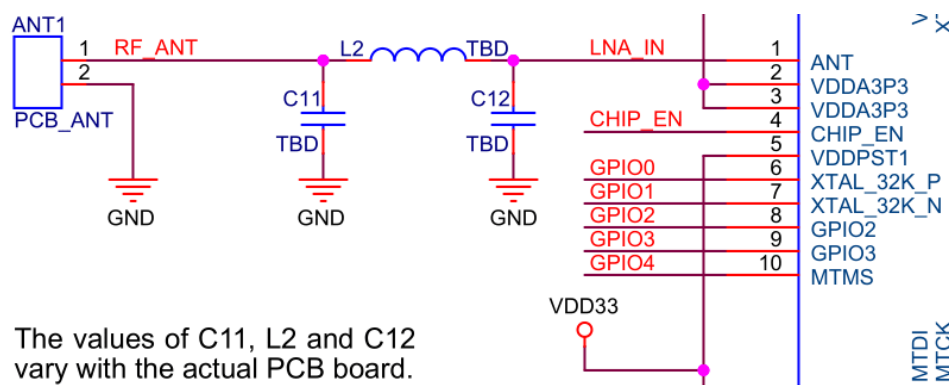 ANT1
1
RF_ANT
2
PCB_ANT
L2
TBD
C11
TBD
C12
TBD
GND
GND
GND
LNA_IN
CHIP_EN
GPIO0
GPIO1
GPIO2
GPIO3
GPIO4
1
2
3
4
5
6
7
8
9
10
ANT
VDDA3P3
VDDA3P3
CHIP_EN
VDDPST1
XTAL_32K_P
XTAL_32K_N
GPIO2
GPIO3
MTMS
VDD33
MTDI
MTCK
The values of C11, L2 and C12
vary with the actual PCB board.